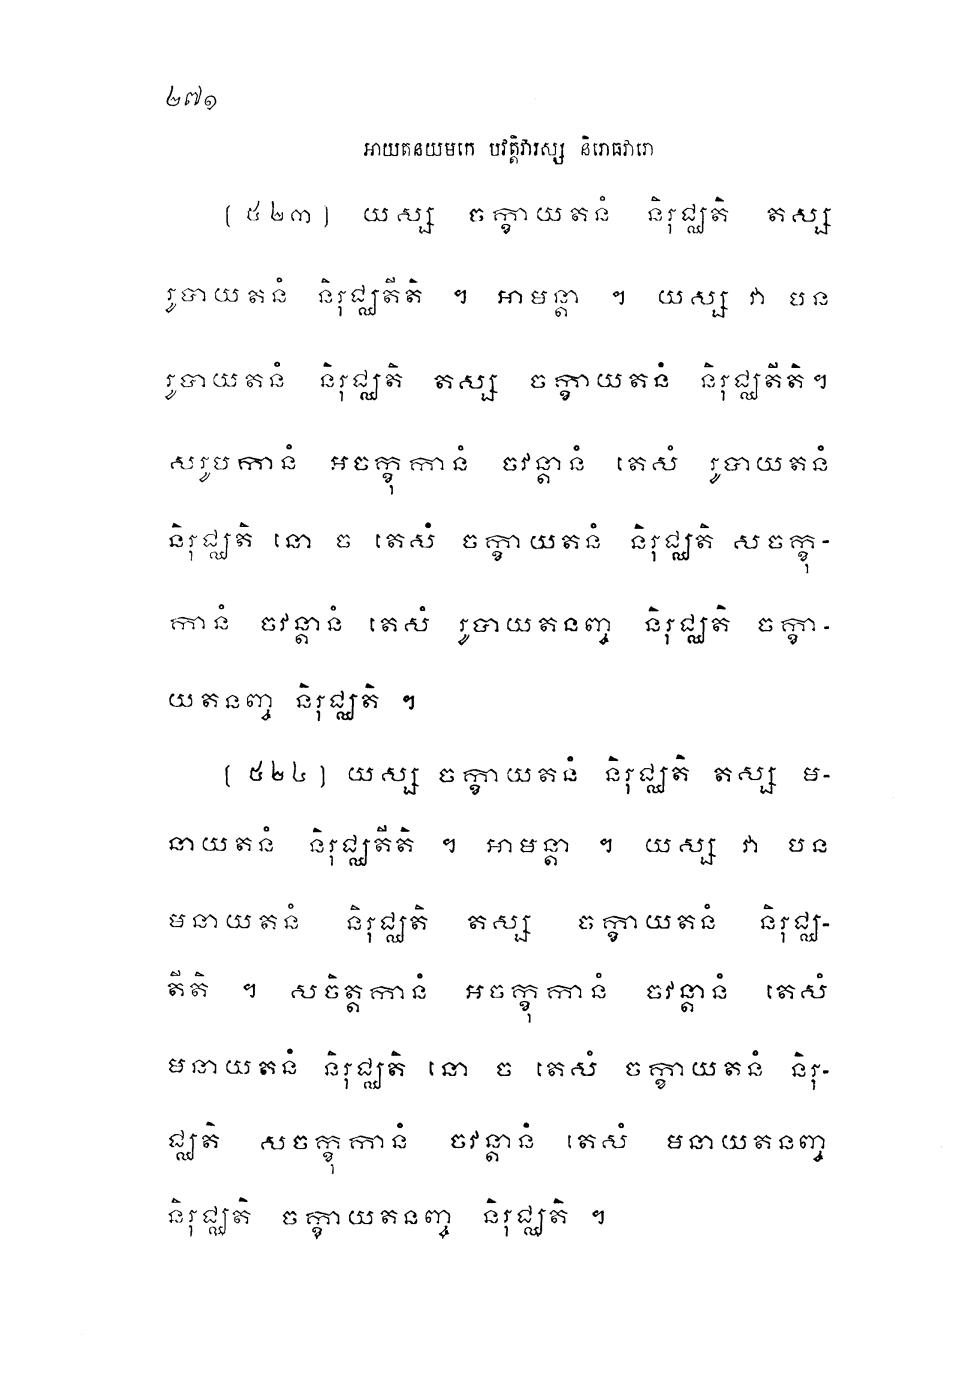 ២៧១
អាយតនយមកេ បវត្តិវារស្ស និរោធវារោ
(៥២៣) យស្ស ចក្ខាយតនំ និរុជ្ឈតិ តស្ស
រូបាយតនំ និរុជ្ឈតីតិ ។ អាមន្តា ។ យស្ស វា បន
រូបាយតនំ និរុជ្ឈតិ តស្ស ចក្ខាយតនំ និរុជ្ឈតីតិ។
សរូបកានំ អចក្ខុកានំ ចវន្តានំ តេសំ រូបាយតនំ
និរុជ្ឈតិ នោ ច តេសំ ចក្ខាយតនំ និរុជ្ឈតិ សចក្ខុ-
កានំ ចវន្តានំ តេសំ រូបាយតនញ្ច និរុជ្ឈតិ ចក្ខា-
យតនញ្ច និរុជ្ឈតិ ។
(៥២៤) យស្ស ចក្ខាយតនំ និរុជ្ឈតិ តស្ស ម-
នាយតនំ និរុជ្ឈតីតិ ។ អាមន្តា ។ យស្ស វា បន
មនាយតនំ និរុជ្ឈតិ តស្ស ចក្ខាយតនំ និរុជ្ឈ-
តីតិ ។ សចិត្តកានំ អចក្ខុកានំ ចវន្តានំ តេសំ
មនាយតនំ និរុជ្ឈតិ នោ ច តេសំ ចក្ខាយតនំ និរុ-
ជ្ឈតិ សចក្ខុកានំ ចវន្តានំ តេសំ មនាយតនញ្ច
និរុជ្ឈតិ ចក្ខាយតនញ្ច និរុជ្ឈតិ ។